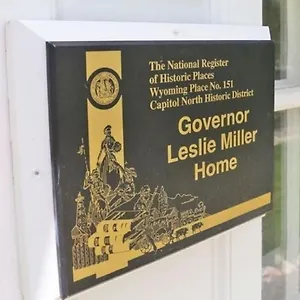 The National Register
of Historic Places
Wyoming Place No. 151
Capitol North Historic District
Governor
Leslie Miller
Home